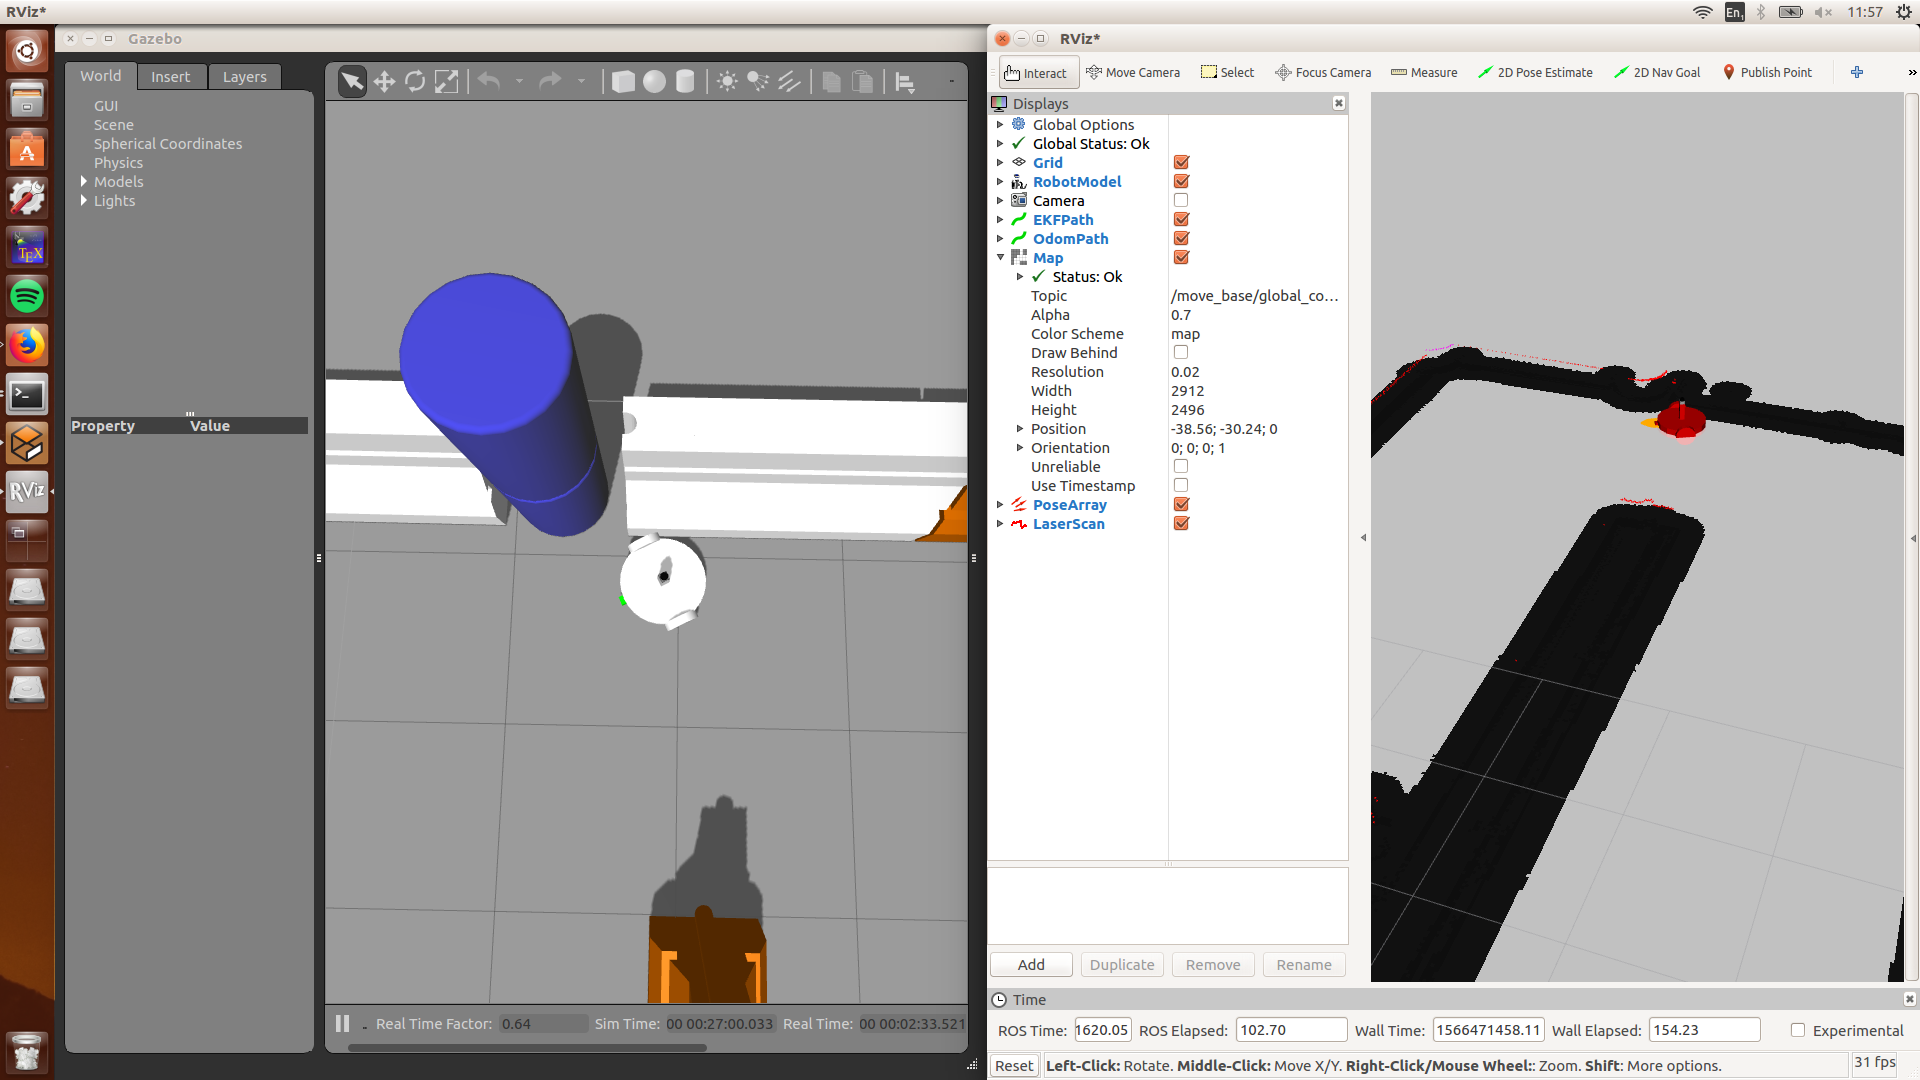 RViz*
En1
11:57
Gazebo
World
Insert
Layers
GUI
Scene
Spherical Coordinates
Physics
Models
Lights
Property
Value
Real Time Factor: 0.64
Sim Time: 00 00:27:00.033
Real Time: 00 00:02:33.521
RViz*
Interact
Move Camera
Select
Focus Camera
Measure
2D Pose Estimate
2D Nav Goal
Publish Point
Displays
Global Options
Global Status: Ok
Grid
RobotModel
Camera
EKFPath
OdomPath
Map
Status: Ok
Topic /move_base/global_co...
Alpha 0.7
Color Scheme map
Draw Behind
Resolution 0.02
Width 2912
Height 2496
Position -38.56; -30.24; 0
Orientation 0; 0; 0; 1
Unreliable
Use Timestamp
PoseArray
LaserScan
Add
Duplicate
Remove
Rename
Time
ROS Time: 1620.05
ROS Elapsed: 102.70
Wall Time: 1566471458.11
Wall Elapsed: 154.23
Experimental
Reset
Left-Click: Rotate. Middle-Click: Move X/Y. Right-Click/Mouse Wheel:: Zoom. Shift: More options.
31 fps
TEX
RViz